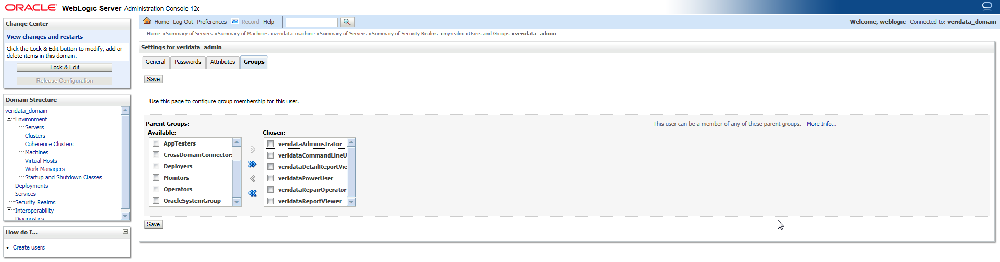 ORACLE WebLogic Server Administration Console 12c
Change Center
View changes and restarts
Click the Lock & Edit button to modify, add or
delete items in this domain.
Lock & Edit
Release Configuration
Domain Structure
veridata_domain
Environment
Servers
Clusters
Coherence Clusters
Machines
Virtual Hosts
Work Managers
Startup and Shutdown Classes
Deployments
Services
Security Realms
Interoperability
Diagnostics
How do I...
Create users
Home Log Out Preferences Record Help
Welcome, weblogic Connected to: veridata_domain
Home >Summary of Servers >Summary of Machines >veridata_machine >Summary of Servers >Summary of Security Realms >myrealm >Users and Groups >veridata_admin
Settings for veridata_admin
General Passwords Attributes Groups
Save
Use this page to configure group membership for this user.
Parent Groups:
Available:
AppTesters
CrossDomainConnectors
Deployers
Monitors
Operators
OracleSystemGroup
Chosen:
veridataAdministrator
veridataCommandLineU
veridataDetailReportVie
veridataPowerUser
veridataRepairOperator
veridataReportViewer
This user can be a member of any of these parent groups. More Info...
Save